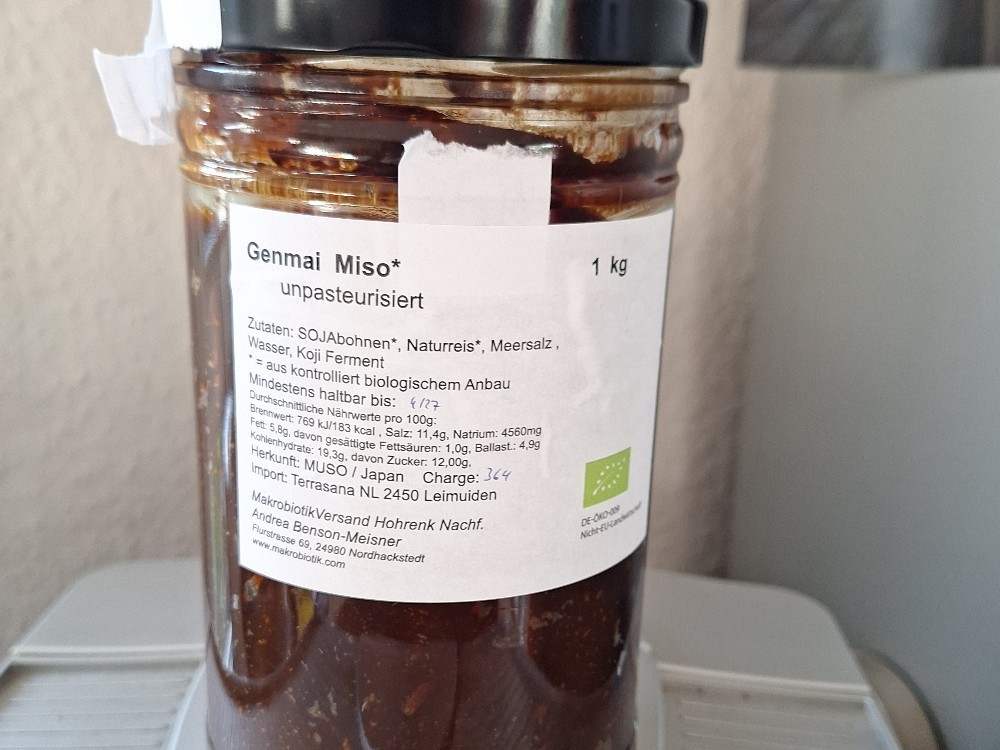 Genmai Miso*
1 kg
unpasteurisiert
Zutaten: SOJAbohnen*, Naturreis*, Meersalz ,
Wasser, Koji Ferment
* = aus kontrolliert biologischem Anbau
Mindestens haltbar bis: 4/27
Durchschnittliche Nährwerte pro 100g:
Brennwert: 769 kJ/183 kcal , Salz: 11,4g, Natrium: 4560mg
Fett: 5,8g, davon gesättigte Fettsäuren: 1,0g, Ballast.: 4,9g
Kohlenhydrate: 19,3g, davon Zucker: 12,00g,
Herkunft: MUSO / Japan Charge: 364
Import: Terrasana NL 2450 Leimuiden
MakrobiotikVersand Hohrenk Nachf.
Andrea Benson-Meisner
Flurstrasse 69, 24980 Nordhackstedt
www.makrobiotik.com
DE-ÖKO-009
Nicht-EU-Landwirtschaft